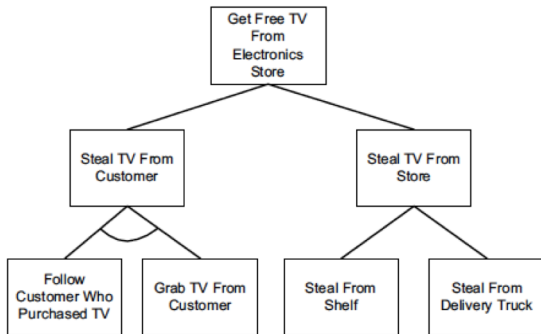 Get Free TV
From
Electronics
Store
Steal TV From
Customer
Steal TV From
Store
Follow
Customer Who
Purchased TV
Grab TV From
Customer
Steal From
Shelf
Steal From
Delivery Truck